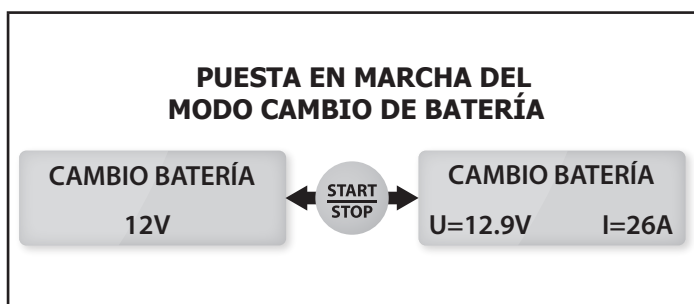 PUESTA EN MARCHA DEL
MODO CAMBIO DE BATERÍA
CAMBIO BATERÍA
12V
START
STOP
CAMBIO BATERÍA
U=12.9V I=26A